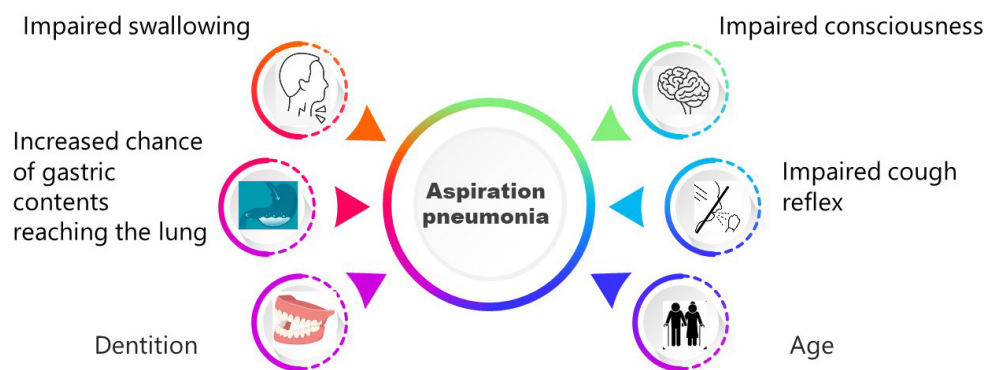 Impaired swallowing
Impaired consciousness
Increased chance
of gastric
contents
reaching the lung
Aspiration
pneumonia
Impaired cough
reflex
Dentition
Age